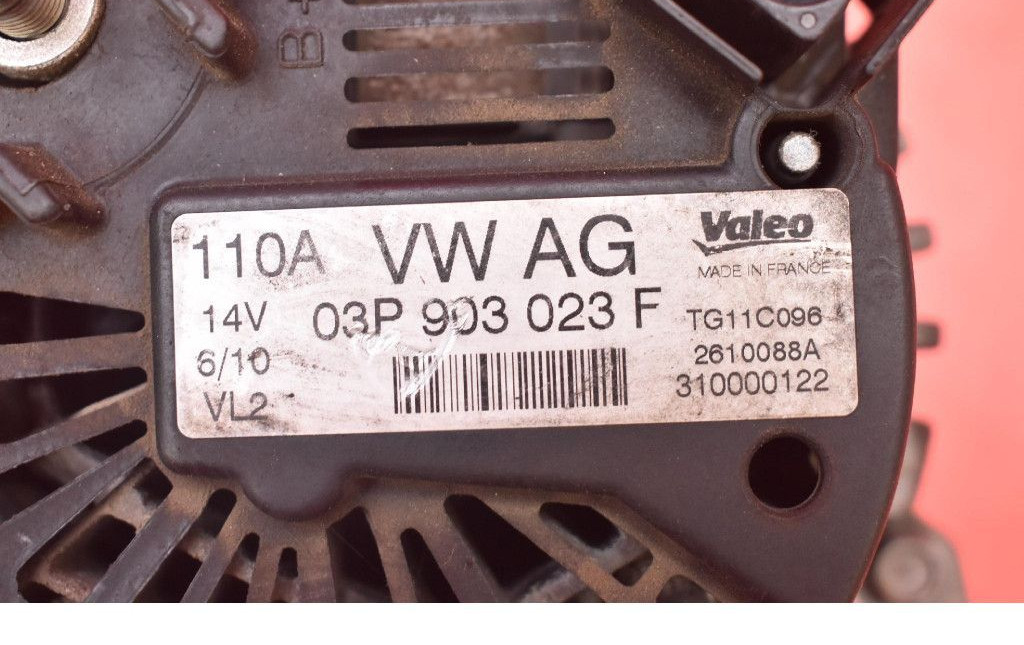 B+
110A VW AG Valeo
MADE IN FRANCE
14V 03P 903 023 F TG11C096
6/10 2610088A
VL2 310000122